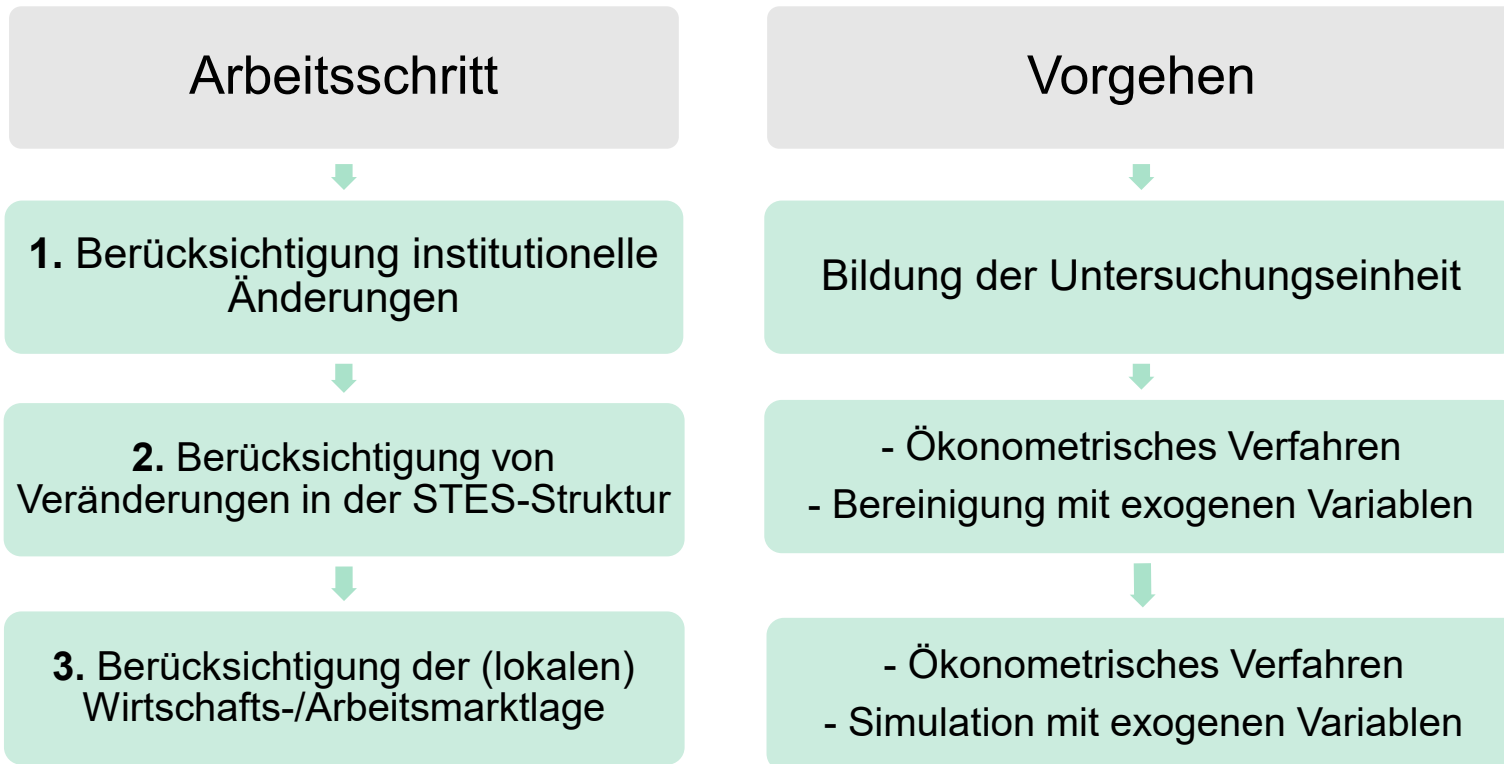 Arbeitsschritt
Vorgehen
1. Berücksichtigung institutionelle
Änderungen
Bildung der Untersuchungseinheit
2. Berücksichtigung von
Veränderungen in der STES-Struktur
- Ökonometrisches Verfahren
- Bereinigung mit exogenen Variablen
3. Berücksichtigung der (lokalen)
Wirtschafts-/Arbeitsmarktlage
- Ökonometrisches Verfahren
- Simulation mit exogenen Variablen